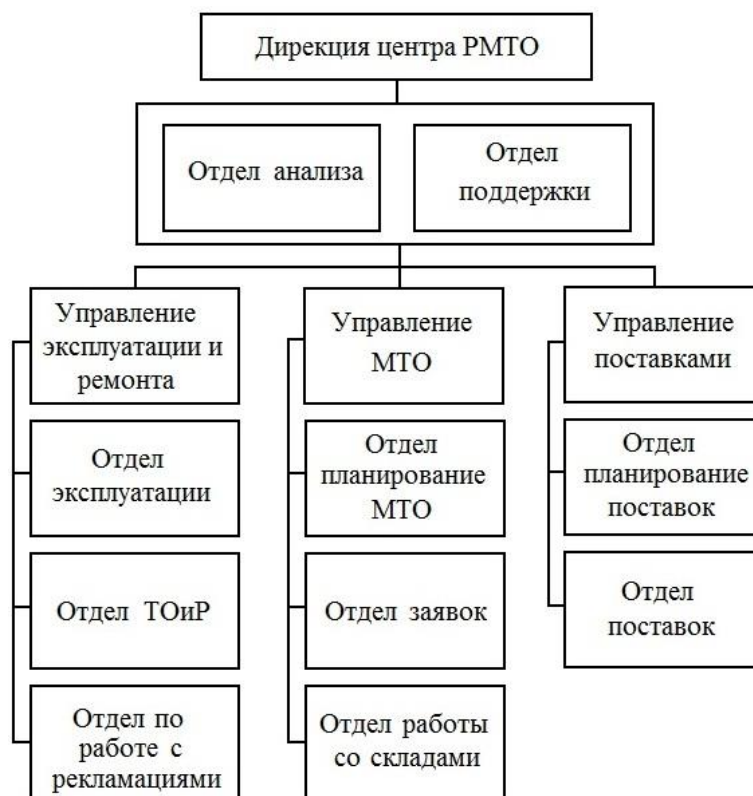 Дирекция центра РМТО
Отдел анализа
Отдел
поддержки
Управление
эксплуатации и
ремонта
Управление
МТО
Управление
поставками
Отдел
эксплуатации
Отдел
планирование
МТО
Отдел
планирование
поставок
Отдел ТОиР
Отдел заявок
Отдел
поставок
Отдел по
работе с
рекламациями
Отдел работы
со складами